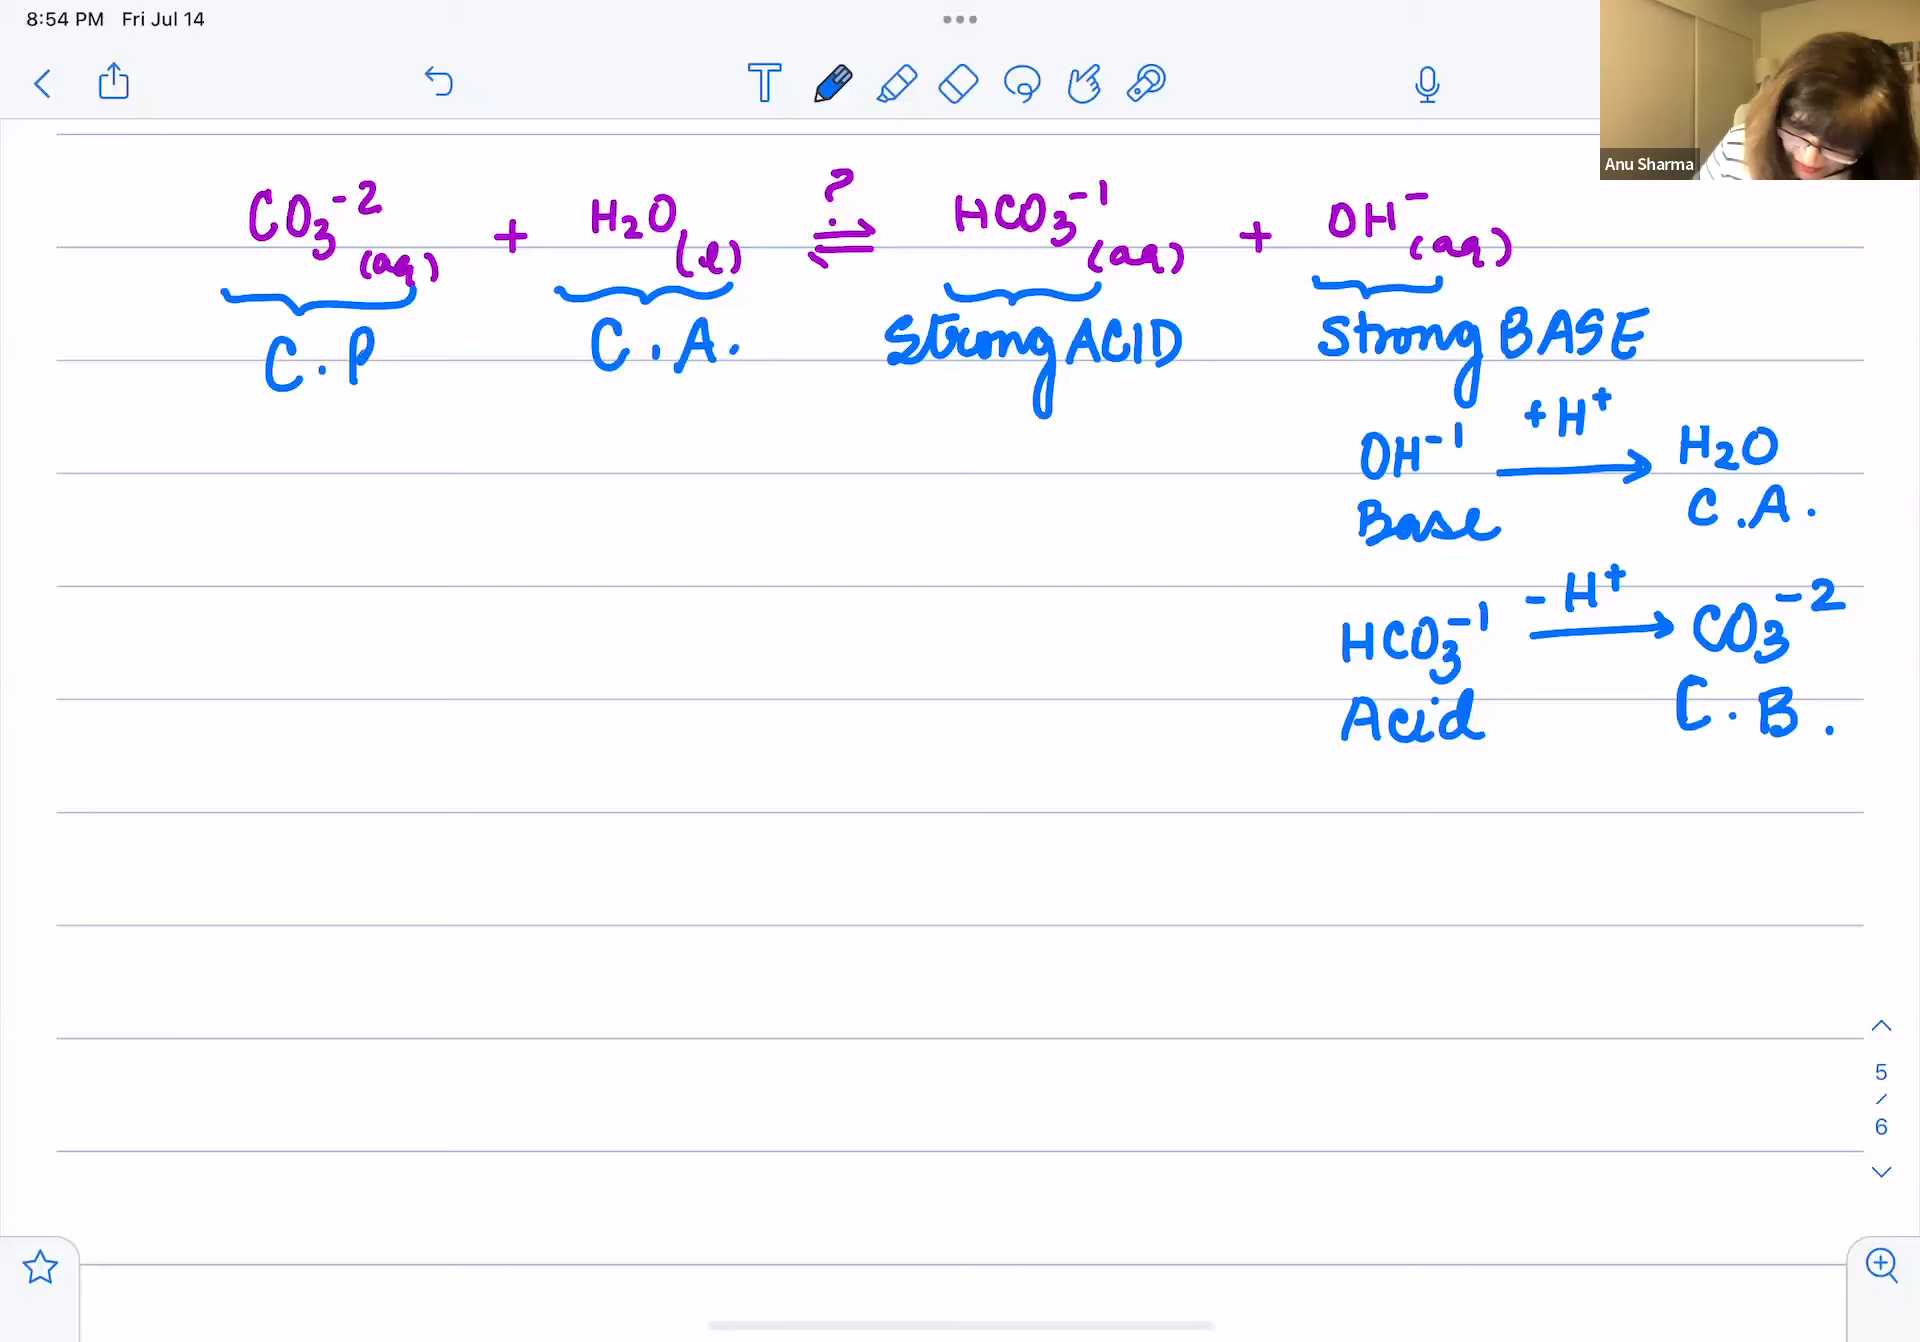 8:54 PM Fri Jul 14
Anu Sharma
CO₃⁻²(aq) + H₂O(l) ?⇌ HCO₃⁻¹(aq) + OH⁻(aq)
C.P C.A. Strong ACID Strong BASE
OH⁻¹ +H⁺→ H₂O
Base C.A.
HCO₃⁻¹ -H⁺→ CO₃⁻²
Acid C.B.
5
/
6